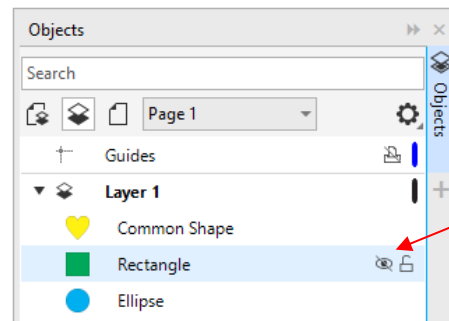 Objects
Search
Page 1
Guides
Layer 1
Common Shape
Rectangle
Ellipse
Objects